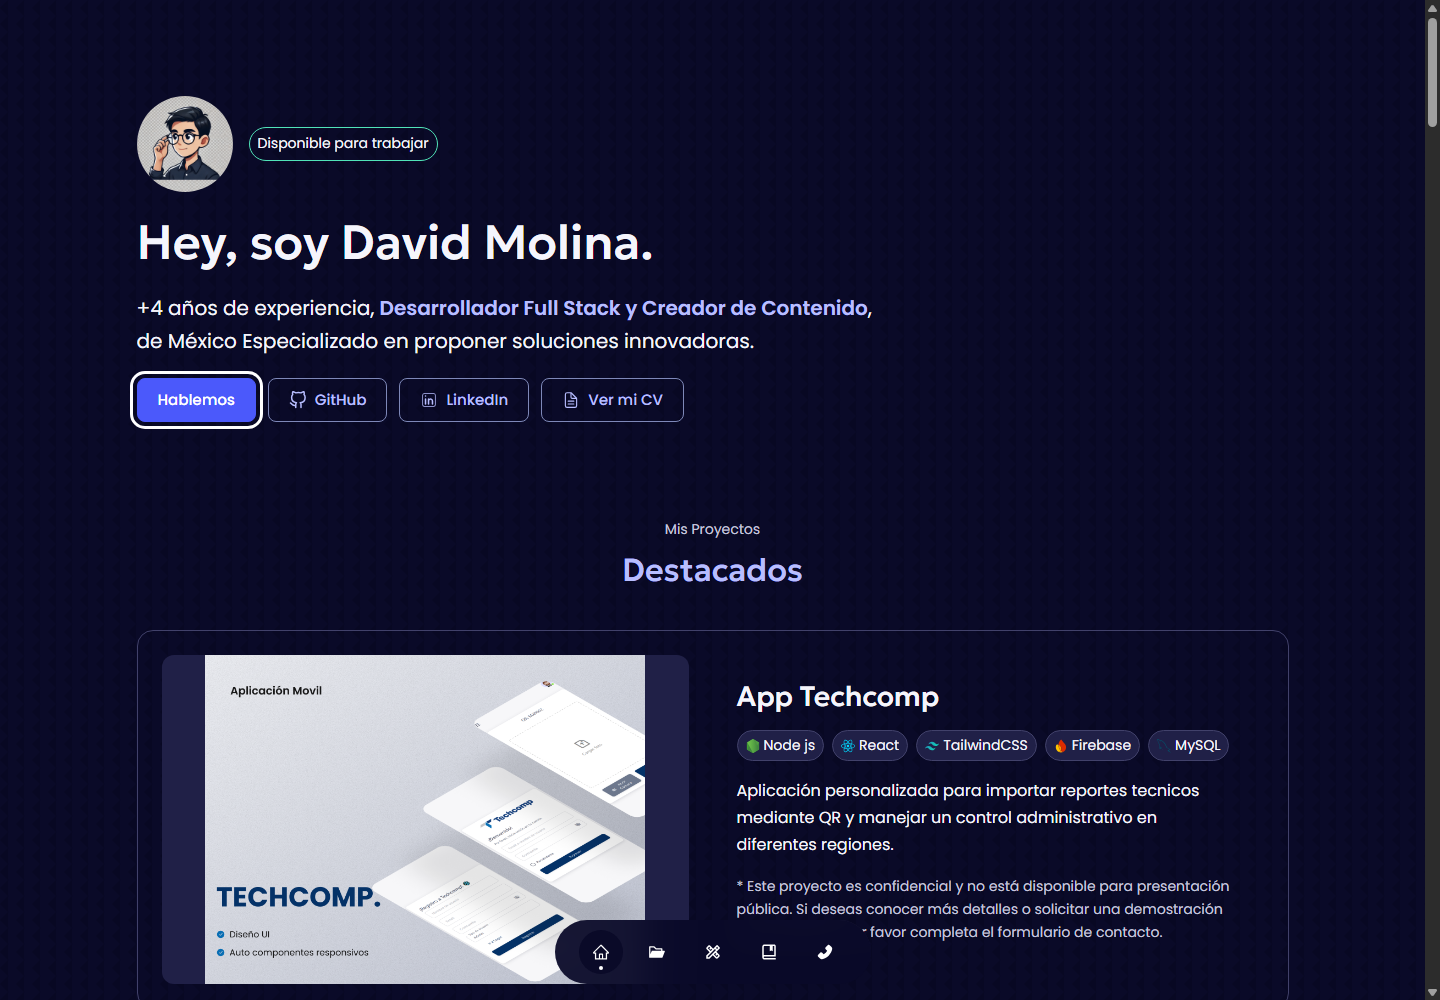 Disponible para trabajar
Hey, soy David Molina.
+4 años de experiencia, Desarrollador Full Stack y Creador de Contenido,
de México Especializado en proponer soluciones innovadoras.
Hablemos
GitHub
LinkedIn
Ver mi CV
Mis Proyectos
Destacados
Aplicación Movil
Techcomp
TECHCOMP.
Diseño UI
Auto componentes responsivos
App Techcomp
Node js
React
TailwindCSS
Firebase
MySQL
Aplicación personalizada para importar reportes tecnicos
mediante QR y manejar un control administrativo en
diferentes regiones.
* Este proyecto es confidencial y no está disponible para presentación
pública. Si deseas conocer más detalles o solicitar una demostración
favor completa el formulario de contacto.